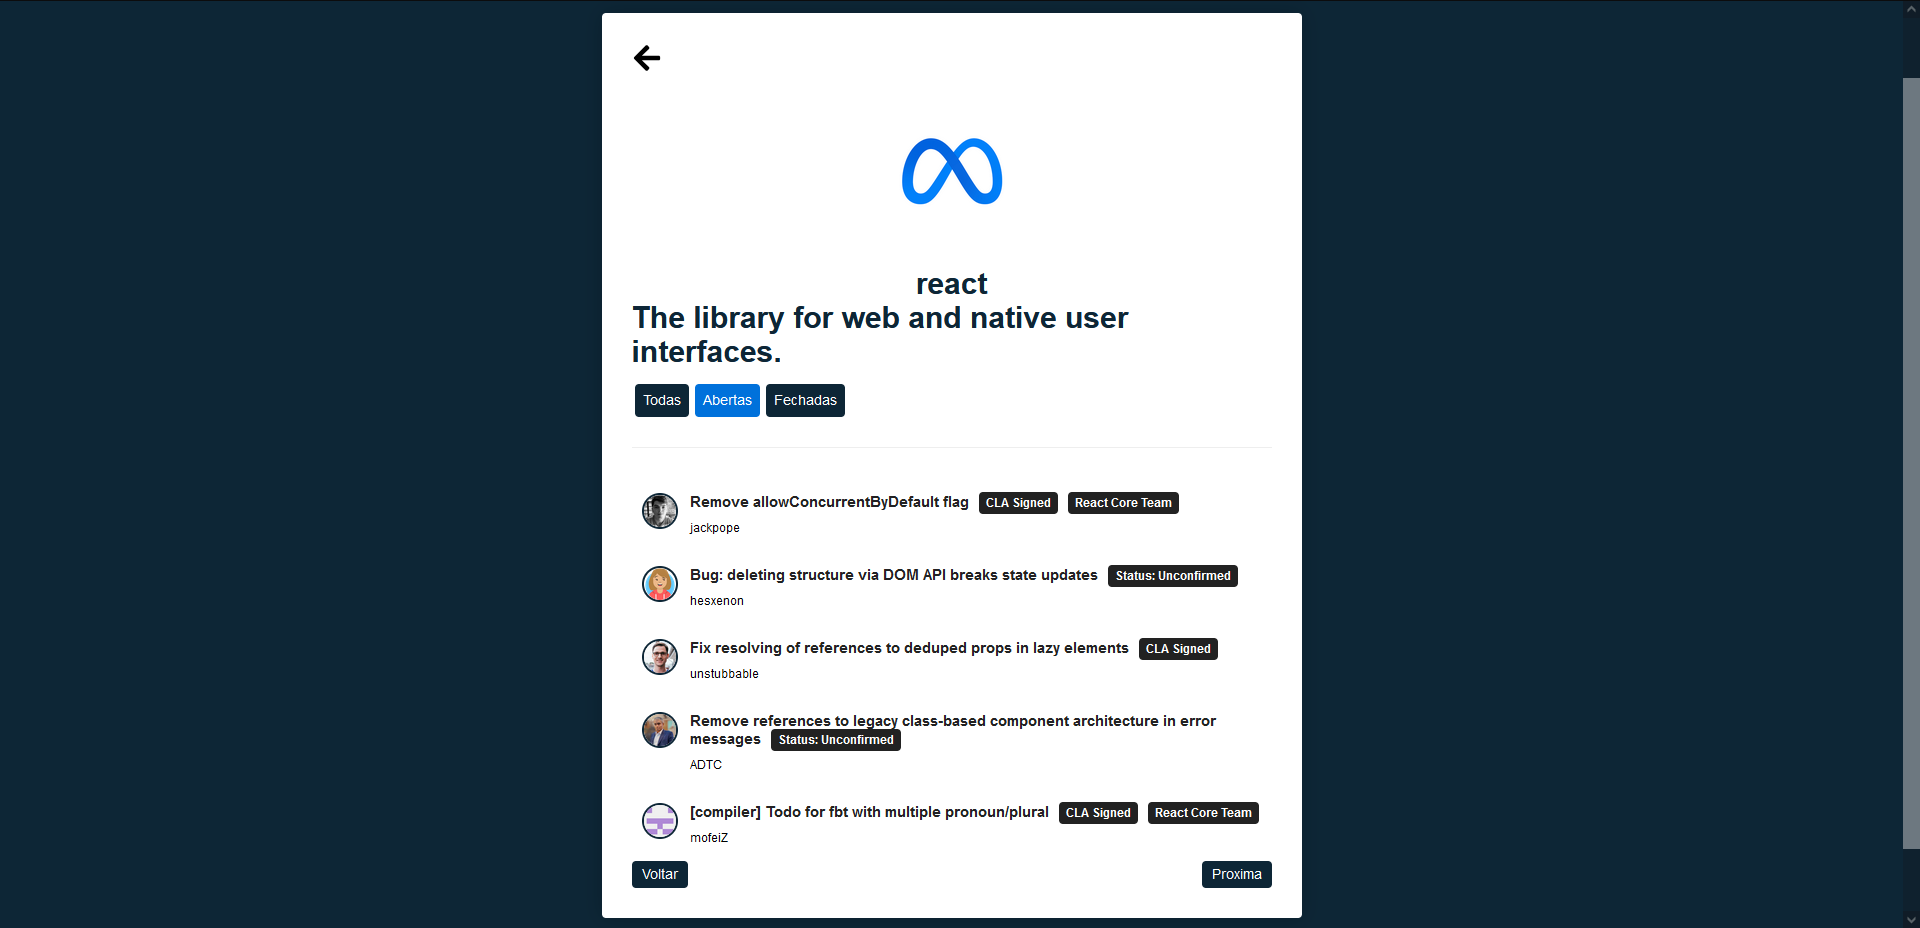 react
The library for web and native user
interfaces.
Todas Abertas Fechadas
Remove allowConcurrentByDefault flag CLA Signed React Core Team
jackpope
Bug: deleting structure via DOM API breaks state updates Status: Unconfirmed
hesxenon
Fix resolving of references to deduped props in lazy elements CLA Signed
unstubbable
Remove references to legacy class-based component architecture in error
messages Status: Unconfirmed
ADTC
[compiler] Todo for fbt with multiple pronoun/plural CLA Signed React Core Team
mofeiZ
Voltar Proxima